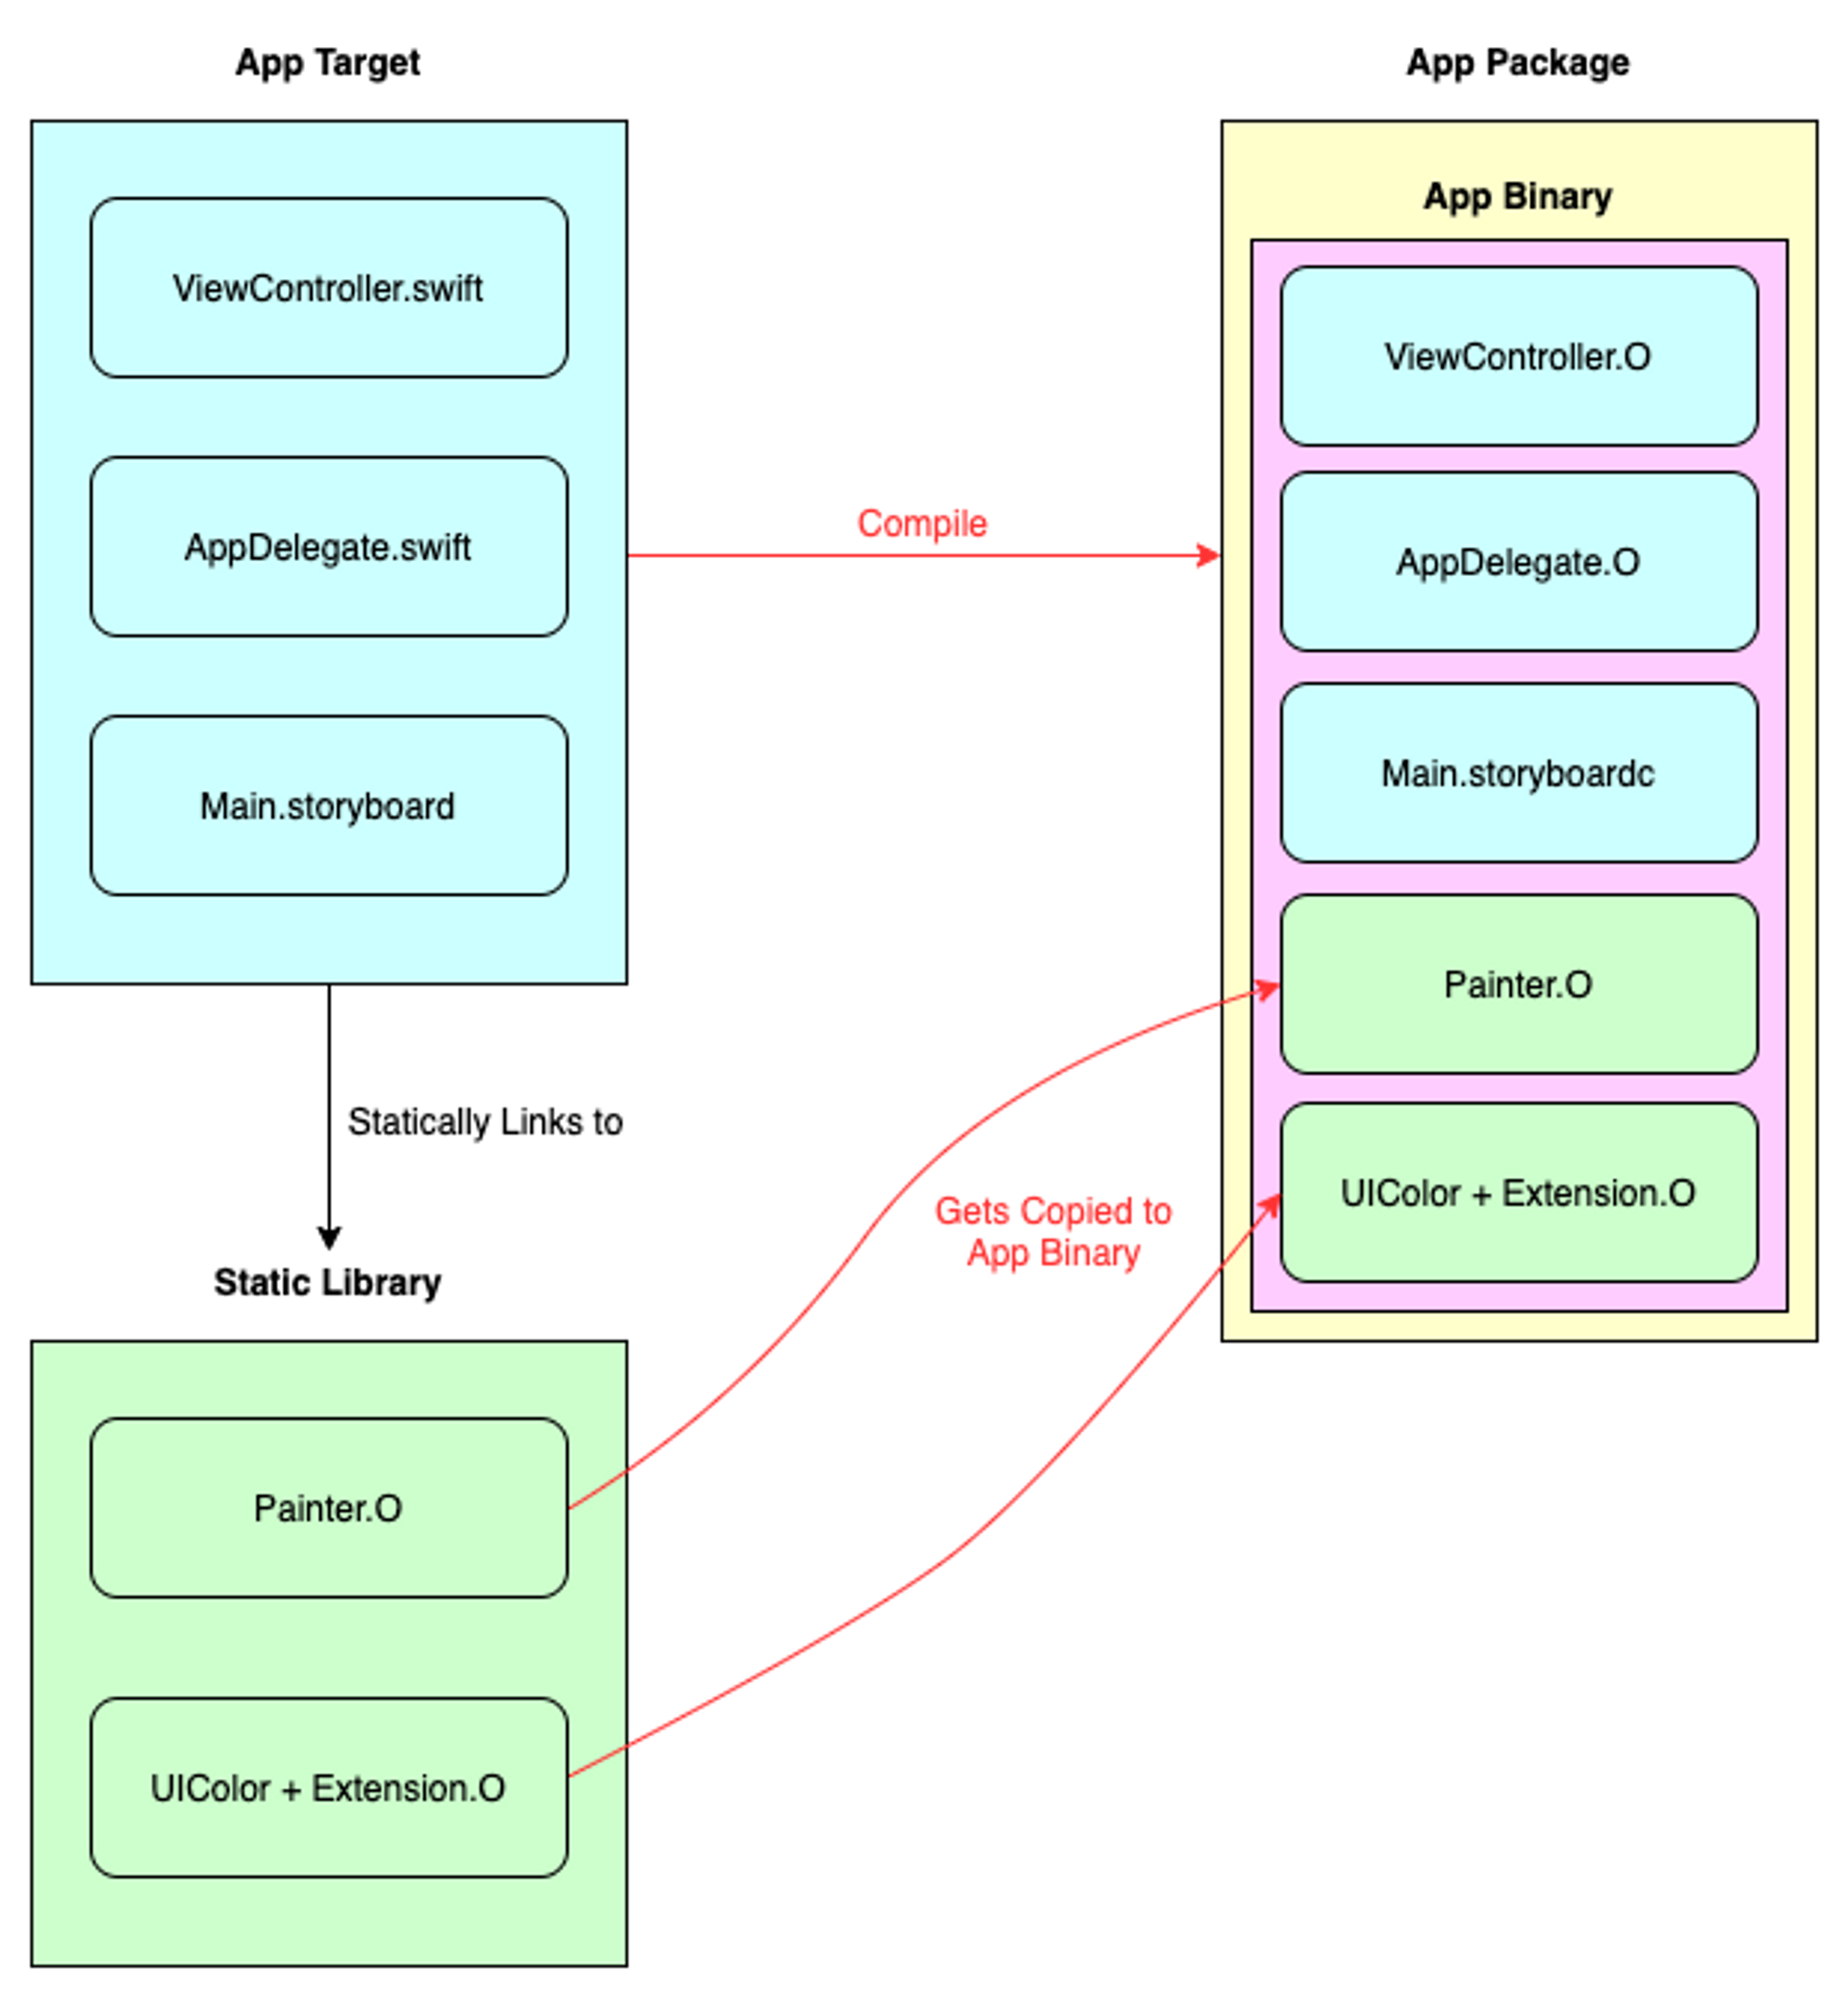 App Target
ViewController.swift
AppDelegate.swift
Main.storyboard
Statically Links to
Static Library
Painter.O
UIColor + Extension.O
Compile
Gets Copied to
App Binary
App Package
App Binary
ViewController.O
AppDelegate.O
Main.storyboardc
Painter.O
UIColor + Extension.O